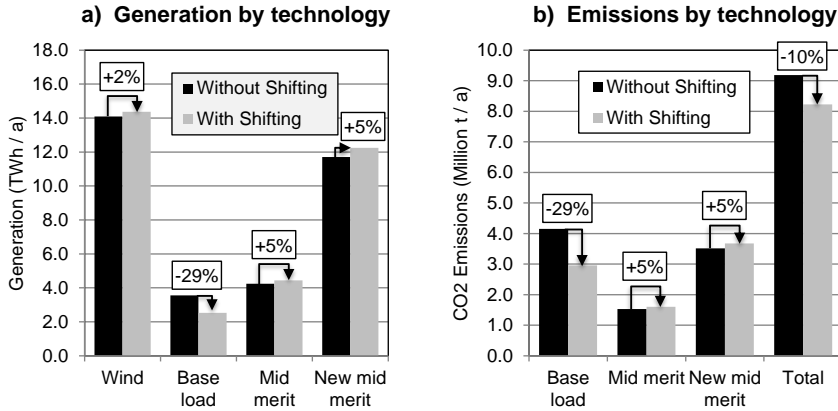 a) Generation by technology
Generation (TWh / a)
18.0
16.0
14.0
12.0
10.0
8.0
6.0
4.0
2.0
0.0
+2%
Without Shifting
With Shifting
+5%
-29%
+5%
Wind
Base
load
Mid
merit
New mid
merit
b) Emissions by technology
CO2 Emissions (Million t / a)
10.0
9.0
8.0
7.0
6.0
5.0
4.0
3.0
2.0
1.0
0.0
-10%
Without Shifting
With Shifting
-29%
+5%
+5%
Base
load
Mid merit
New mid
merit
Total